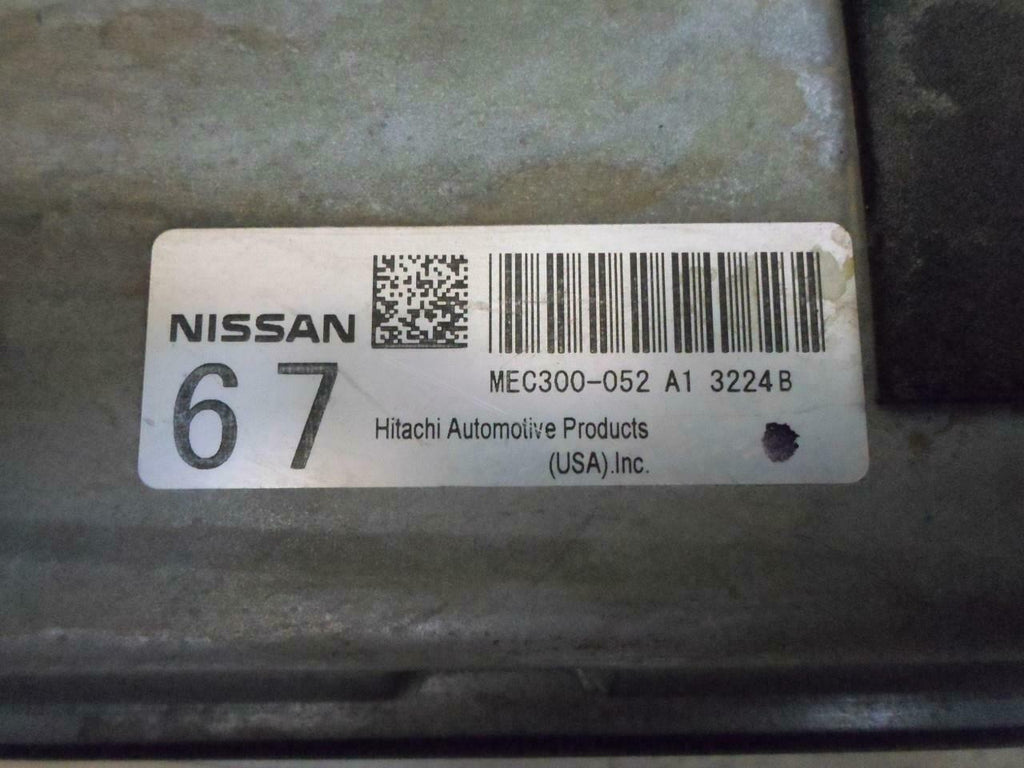 NISSAN
67
MEC300-052 A1 3224B
Hitachi Automotive Products
(USA).Inc.